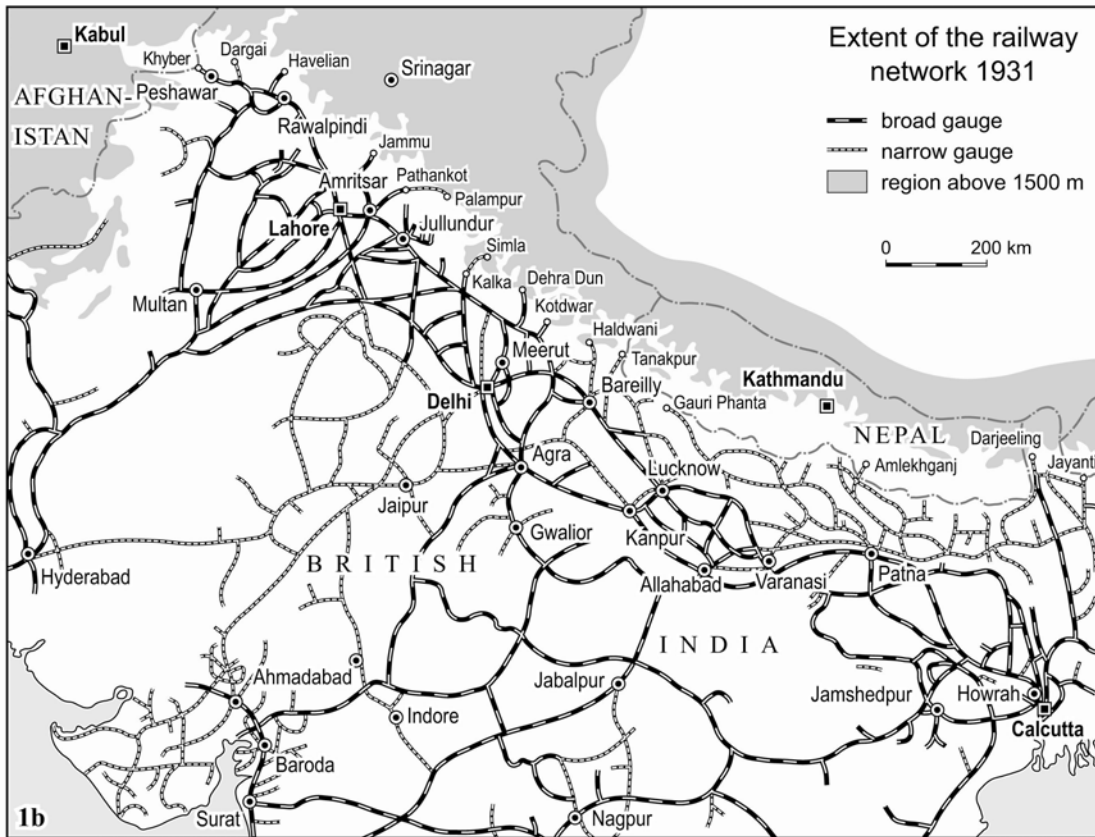 Extent of the railway
network 1931
broad gauge
narrow gauge
region above 1500 m
0
200 km
Kabul
Khyber
Dargai
Havelian
Srinagar
Peshawar
AFGHAN-
ISTAN
Rawalpindi
Jammu
Amritsar
Pathankot
Palampur
Lahore
Jullundur
Simla
Kalka
Dehra Dun
Multan
Kotdwar
Haldwani
Meerut
Tanakpur
Delhi
Bareilly
Kathmandu
Gauri Phanta
NEPAL
Darjeeling
Agra
Lucknow
Amlekhganj
Jayanti
Jaipur
Gwalior
Kanpur
Hyderabad
BRITISH
Allahabad
Varanasi
Patna
INDIA
Ahmadabad
Jabalpur
Jamshedpur
Howrah
Indore
Calcutta
Baroda
1b
Surat
Nagpur